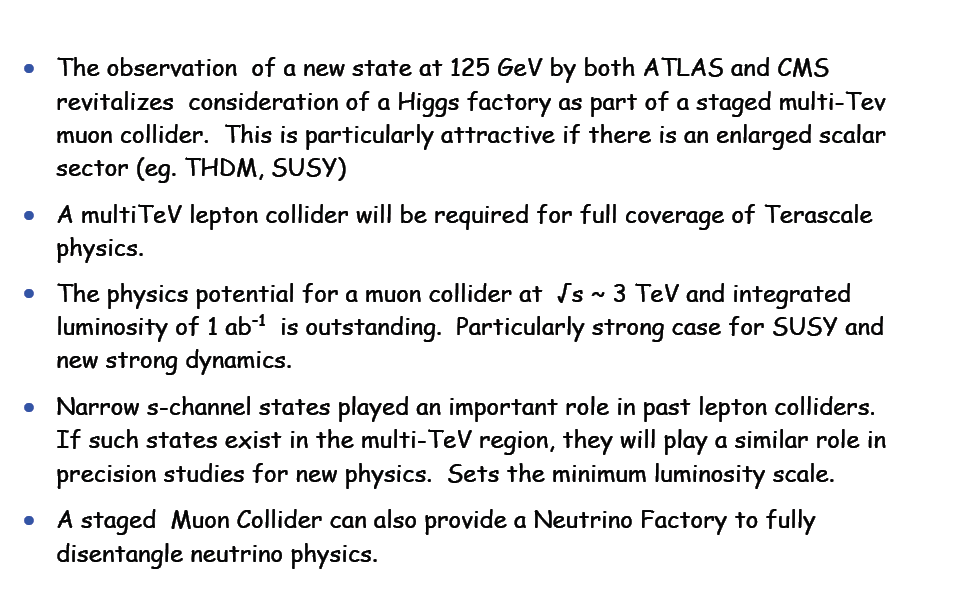 • The observation of a new state at 125 GeV by both ATLAS and CMS
revitalizes consideration of a Higgs factory as part of a staged multi-Tev
muon collider. This is particularly attractive if there is an enlarged scalar
sector (eg. THDM, SUSY)
• A multiTeV lepton collider will be required for full coverage of Terascale
physics.
• The physics potential for a muon collider at √s ~ 3 TeV and integrated
luminosity of 1 ab⁻¹ is outstanding. Particularly strong case for SUSY and
new strong dynamics.
• Narrow s-channel states played an important role in past lepton colliders.
If such states exist in the multi-TeV region, they will play a similar role in
precision studies for new physics. Sets the minimum luminosity scale.
• A staged Muon Collider can also provide a Neutrino Factory to fully
disentangle neutrino physics.